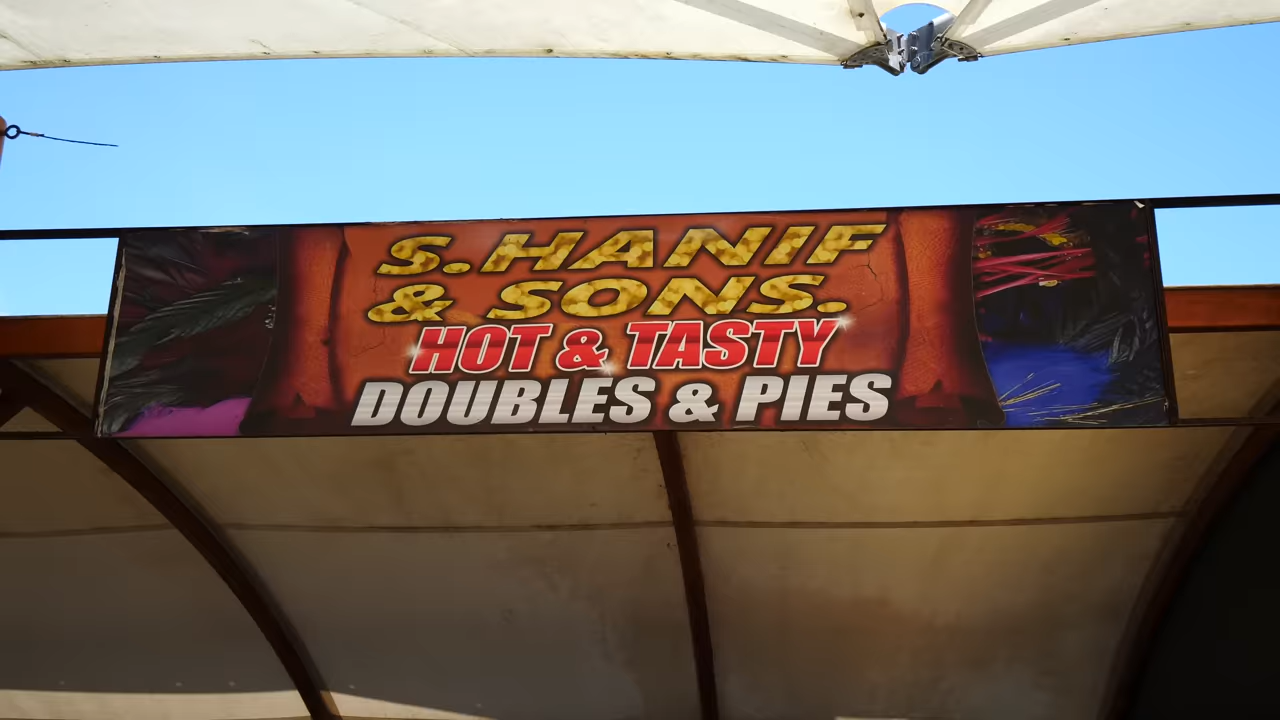 S. HANIF
& SONS.
HOT & TASTY
DOUBLES & PIES